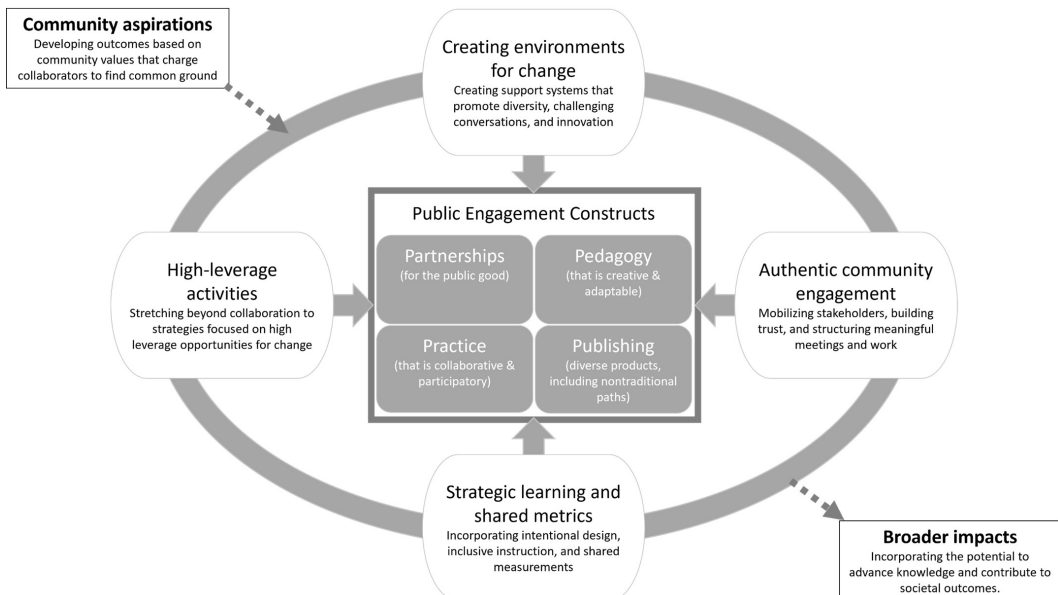 Community aspirations
Developing outcomes based on
community values that charge
collaborators to find common ground
Creating environments
for change
Creating support systems that
promote diversity, challenging
conversations, and innovation
High-leverage
activities
Stretching beyond collaboration to
strategies focused on high
leverage opportunities for change
Public Engagement Constructs
Partnerships
(for the public good)
Pedagogy
(that is creative &
adaptable)
Practice
(that is collaborative &
participatory)
Publishing
(diverse products,
including nontraditional
paths)
Authentic community
engagement
Mobilizing stakeholders, building
trust, and structuring meaningful
meetings and work
Strategic learning and
shared metrics
Incorporating intentional design,
inclusive instruction, and shared
measurements
Broader impacts
Incorporating the potential to
advance knowledge and contribute to
societal outcomes.